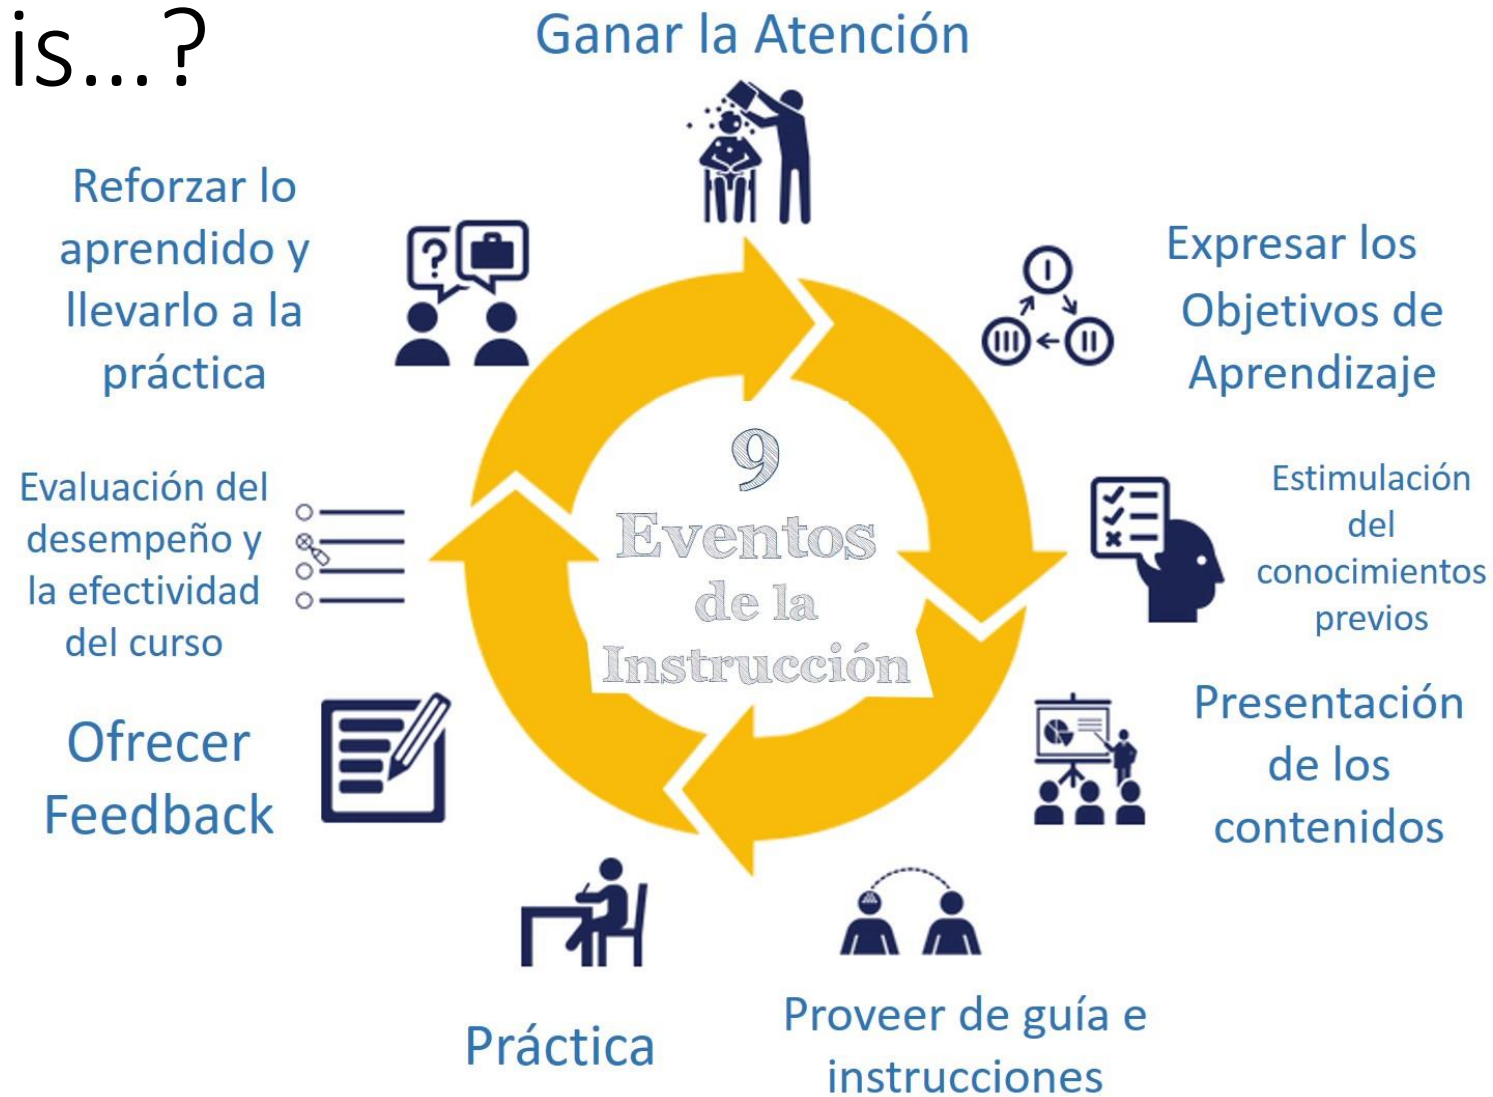 is...?
Ganar la Atención
Expresar los
Objetivos de
Aprendizaje
Estimulación
del
conocimientos
previos
Presentación
de los
contenidos
Proveer de guía e
instrucciones
Práctica
Ofrecer
Feedback
Evaluación del
desempeño y
la efectividad
del curso
Reforzar lo
aprendido y
llevarlo a la
práctica
9
Eventos
de la
Instrucción
I
II
III
?